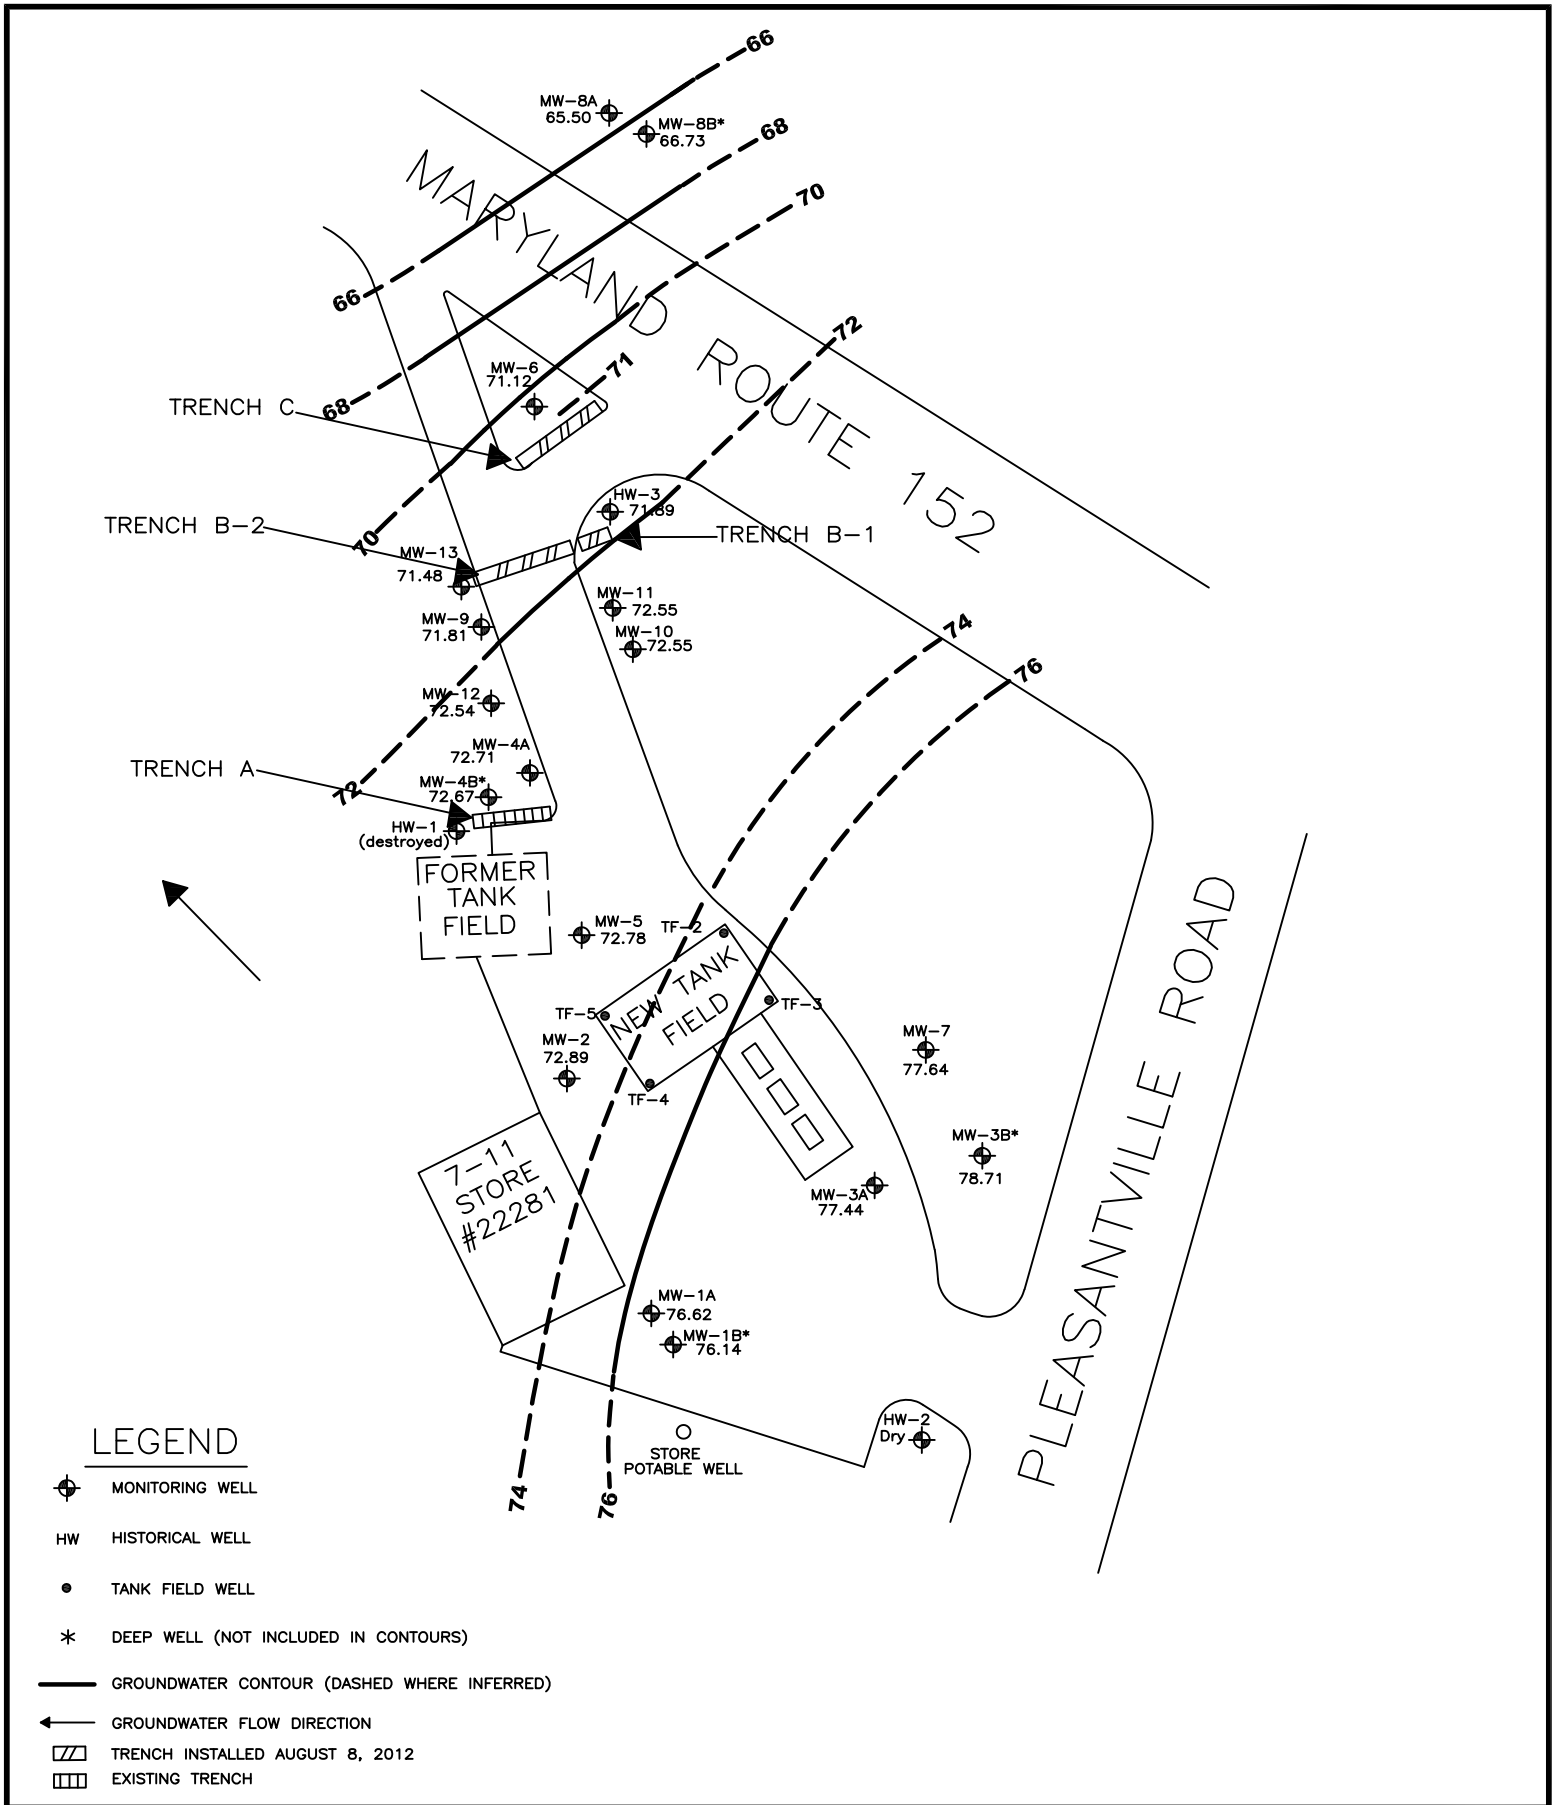 66
MW-8A
65.50
MW-8B*
66.73
68
MARYLAND ROUTE 152
70
66
72
MW-6
71.12
71
TRENCH C
68
HW-3
71.89
TRENCH B-2
TRENCH B-1
70
MW-13
71.48
MW-11
72.55
MW-9
71.81
MW-10
72.55
74
76
MW-12
72.54
MW-4A
72.71
TRENCH A
MW-4B*
72.67
72
HW-1
(destroyed)
FORMER
TANK
FIELD
MW-5
72.78
TF-2
NEW TANK
FIELD
TF-3
TF-5
MW-2
72.89
TF-4
MW-7
77.64
MW-3B*
78.71
MW-3A
77.44
7-11
STORE
#22281
PLEASANTVILLE ROAD
MW-1A
76.62
MW-1B*
76.14
HW-2
Dry
STORE
POTABLE WELL
74
76
LEGEND
MONITORING WELL
HW HISTORICAL WELL
TANK FIELD WELL
* DEEP WELL (NOT INCLUDED IN CONTOURS)
GROUNDWATER CONTOUR (DASHED WHERE INFERRED)
GROUNDWATER FLOW DIRECTION
TRENCH INSTALLED AUGUST 8, 2012
EXISTING TRENCH